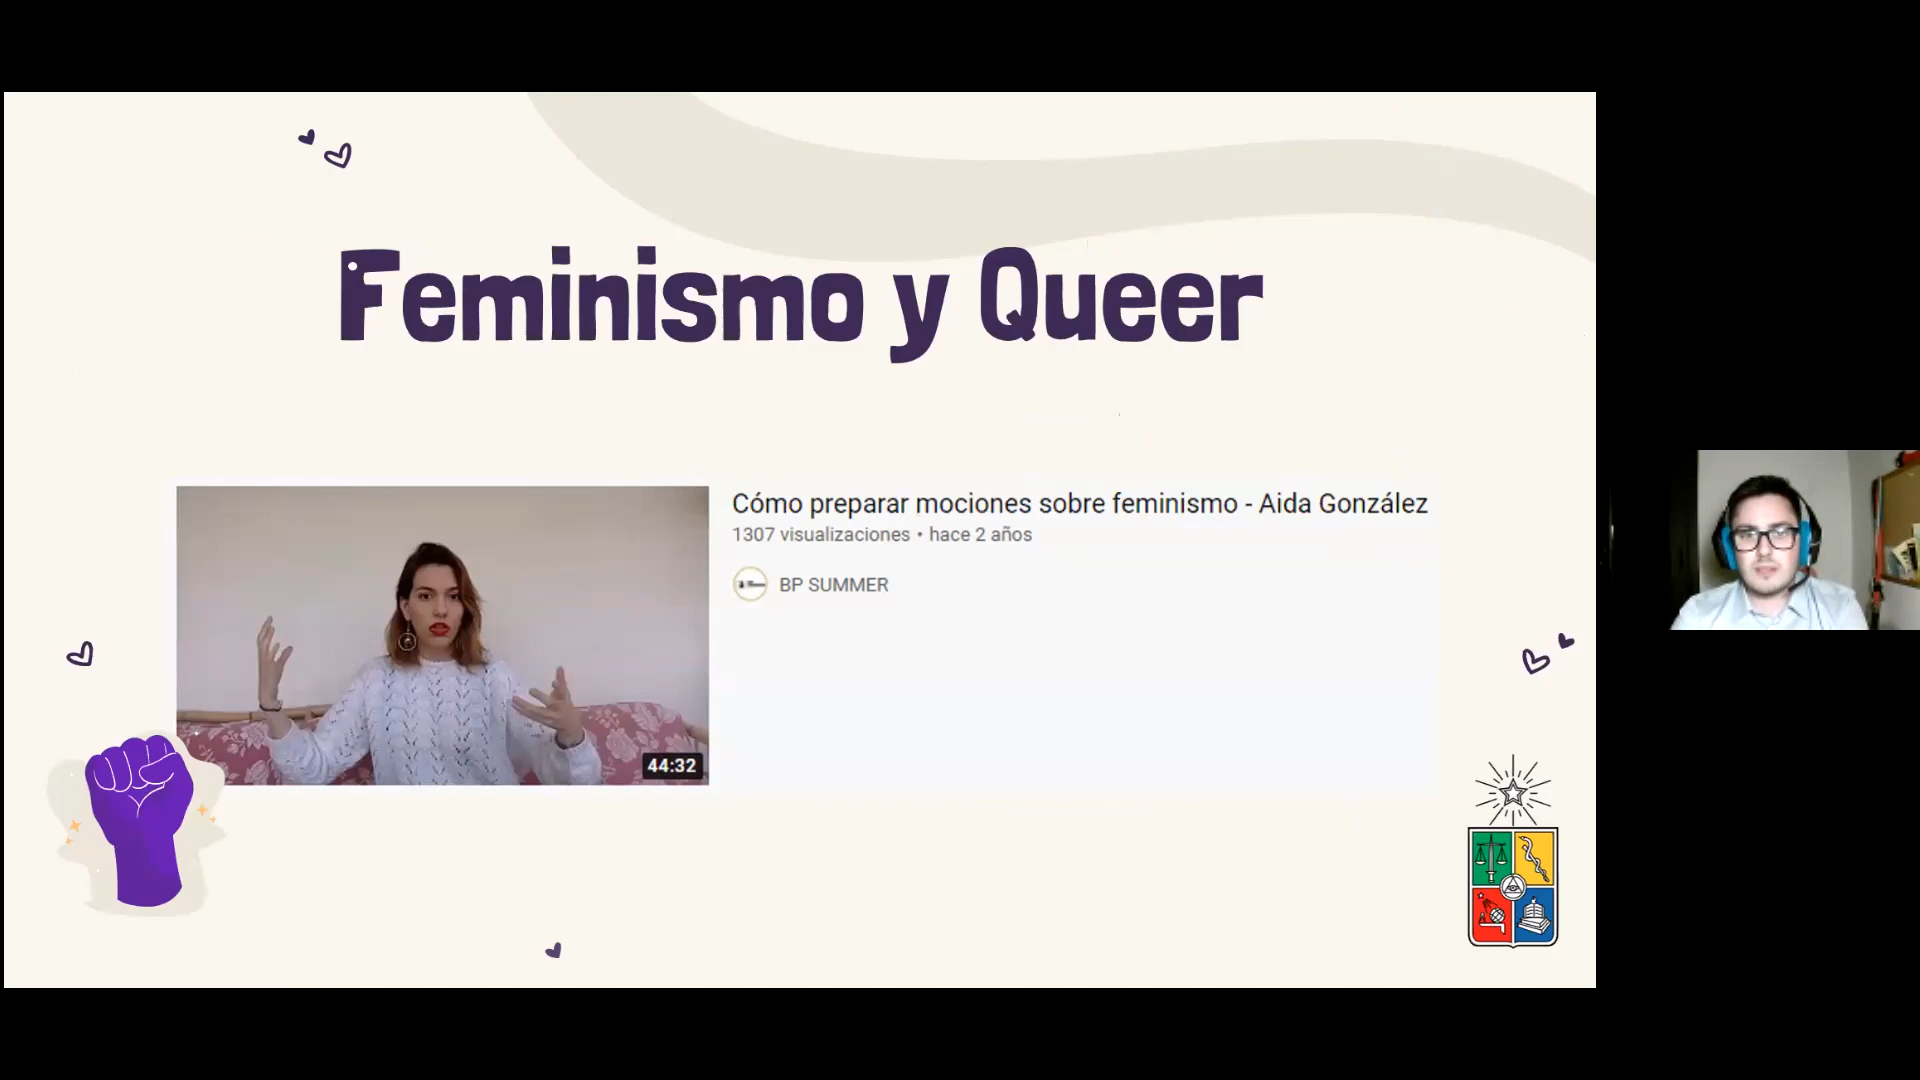 Feminismo y Queer
Cómo preparar mociones sobre feminismo - Aida González
1307 visualizaciones • hace 2 años
BP SUMMER
44:32